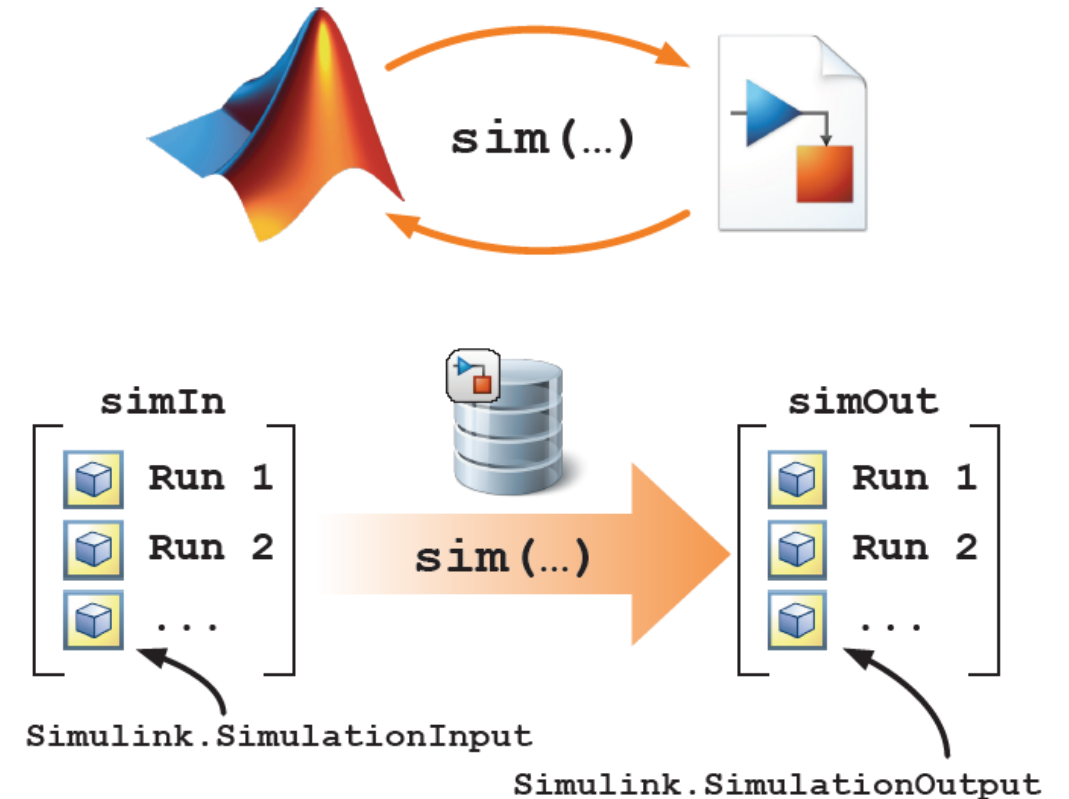 sim(…)
simIn
simOut
Run 1
Run 2
...
sim(…)
Run 1
Run 2
...
Simulink.SimulationInput
Simulink.SimulationOutput